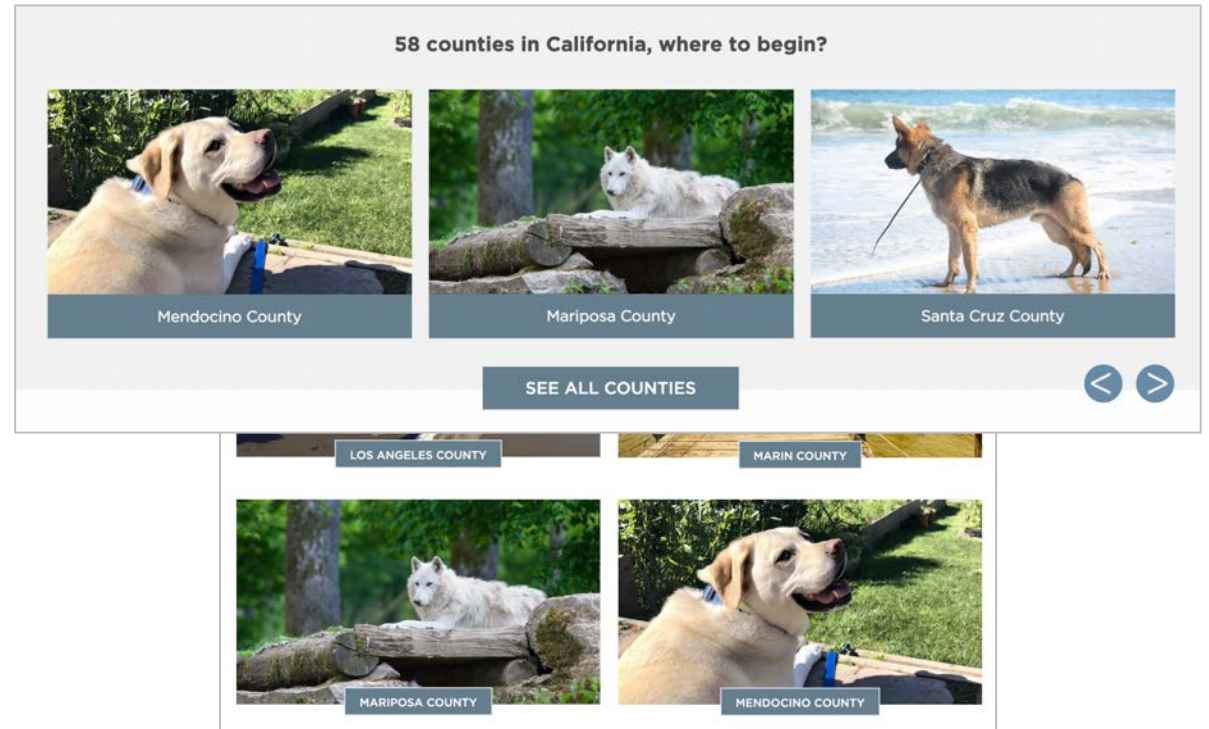 58 counties in California, where to begin?
Mendocino County
Mariposa County
Santa Cruz County
SEE ALL COUNTIES
< >
LOS ANGELES COUNTY
MARIN COUNTY
MARIPOSA COUNTY
MENDOCINO COUNTY